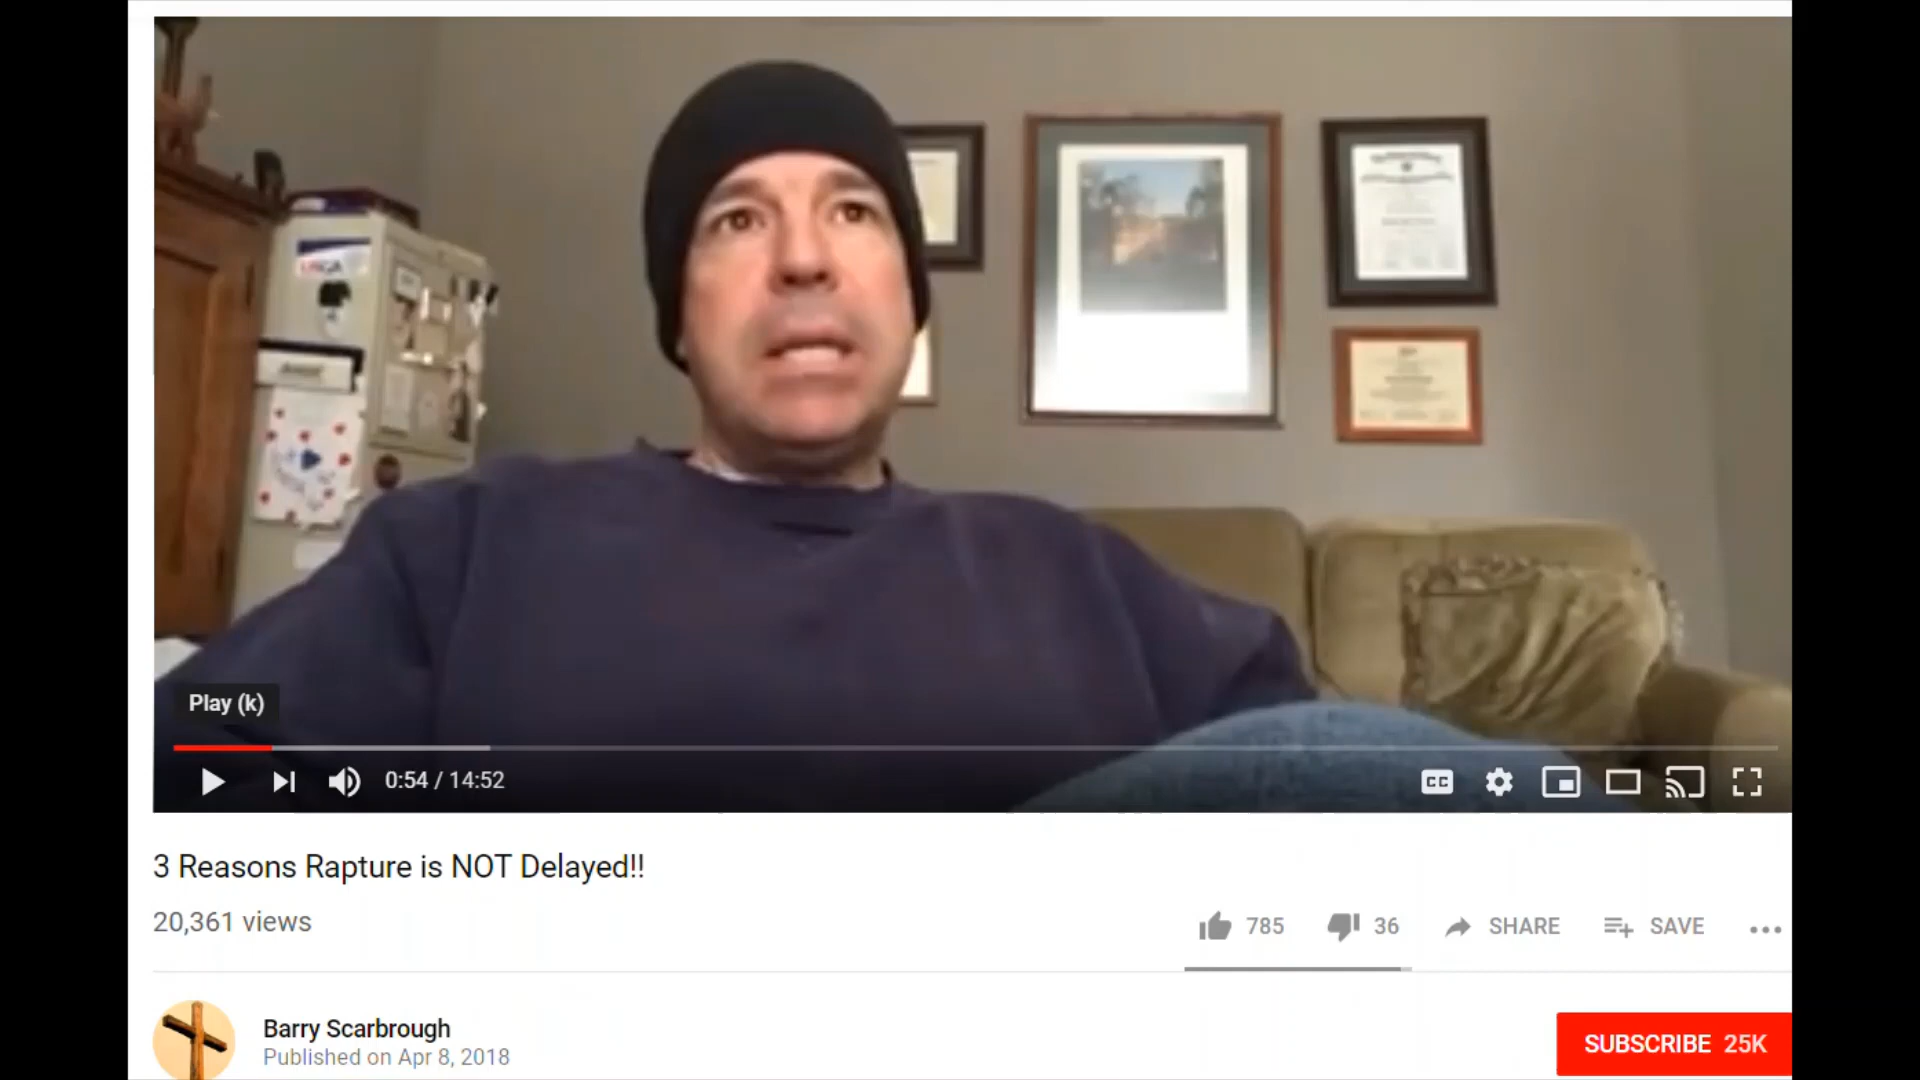 Play (k)
0:54 / 14:52
CC
3 Reasons Rapture is NOT Delayed!!
20,361 views
785
36
SHARE
SAVE
Barry Scarbrough
Published on Apr 8, 2018
SUBSCRIBE 25K